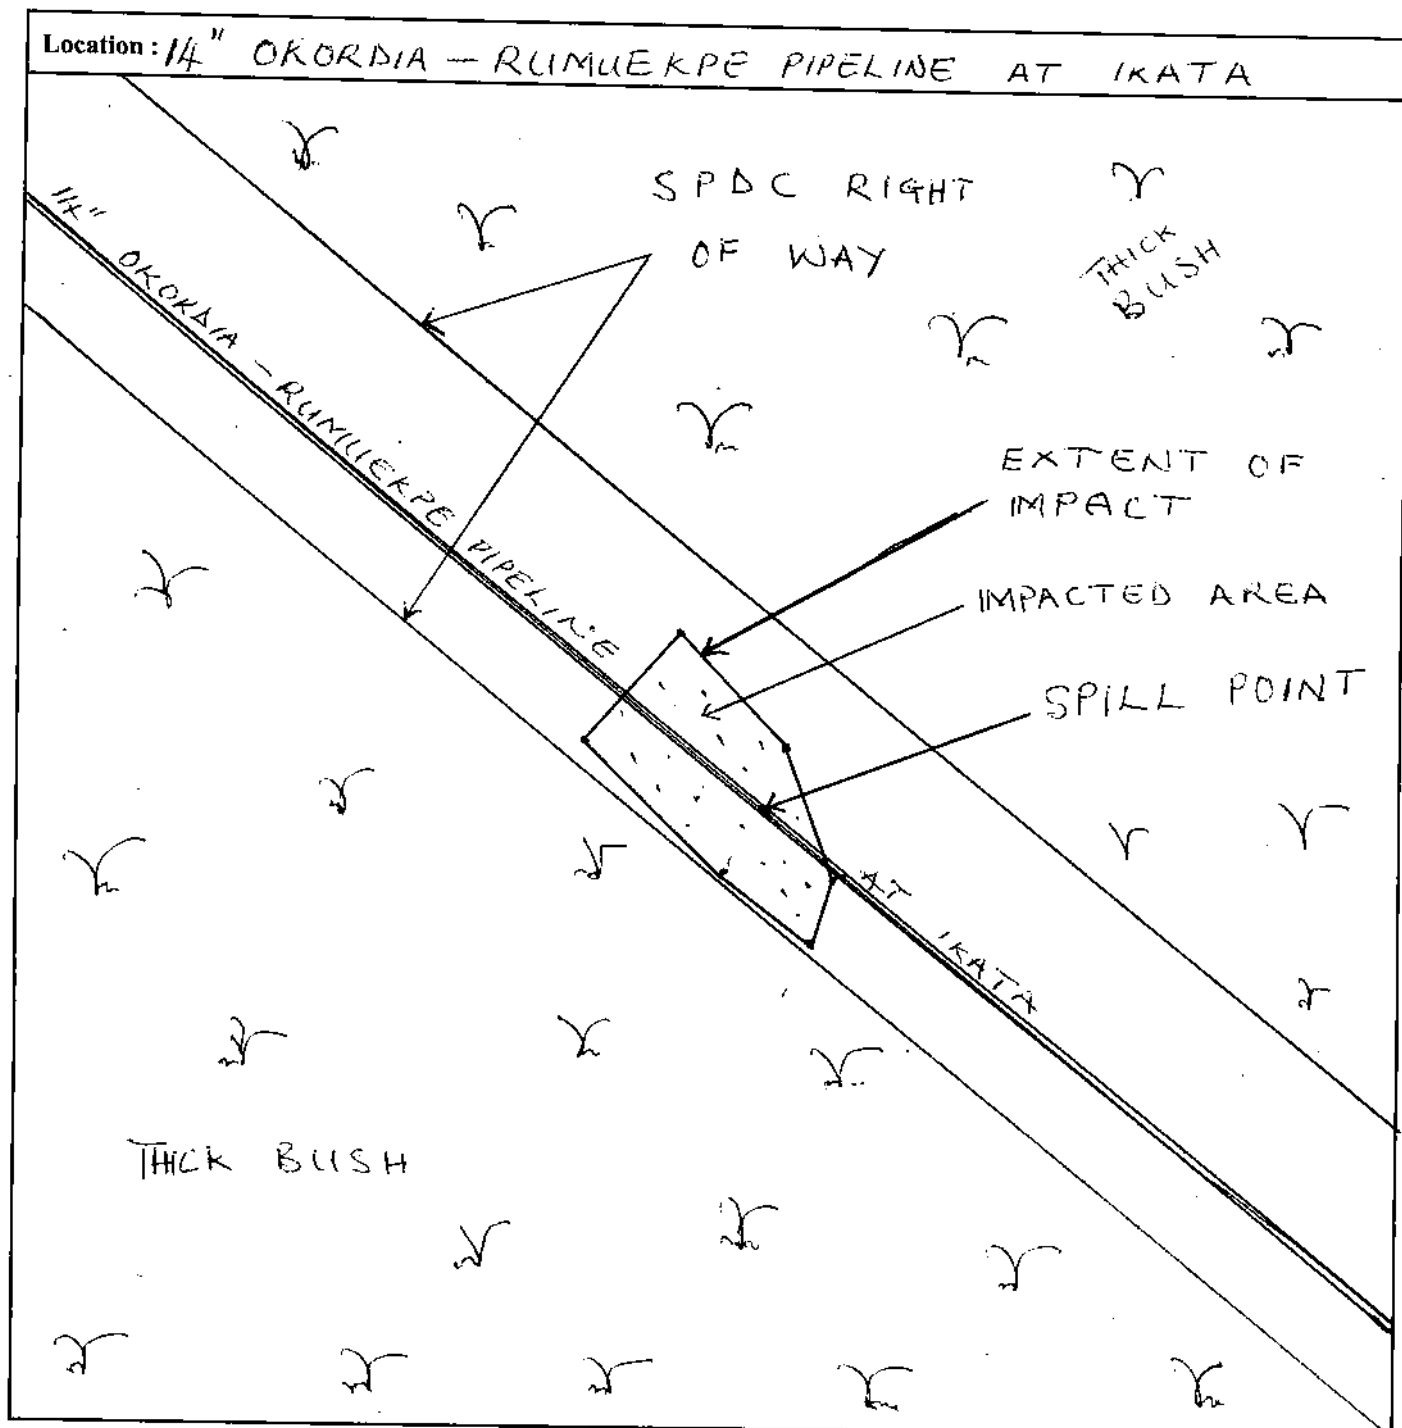 Location : 14" OKORDIA — RUMUEKPE PIPELINE AT IKATA
SPDC RIGHT
OF WAY
THICK
BUSH
14" OKORDIA — RUMUEKPE PIPELINE AT IKATA
EXTENT OF
IMPACT
IMPACTED AREA
SPILL POINT
THICK BUSH